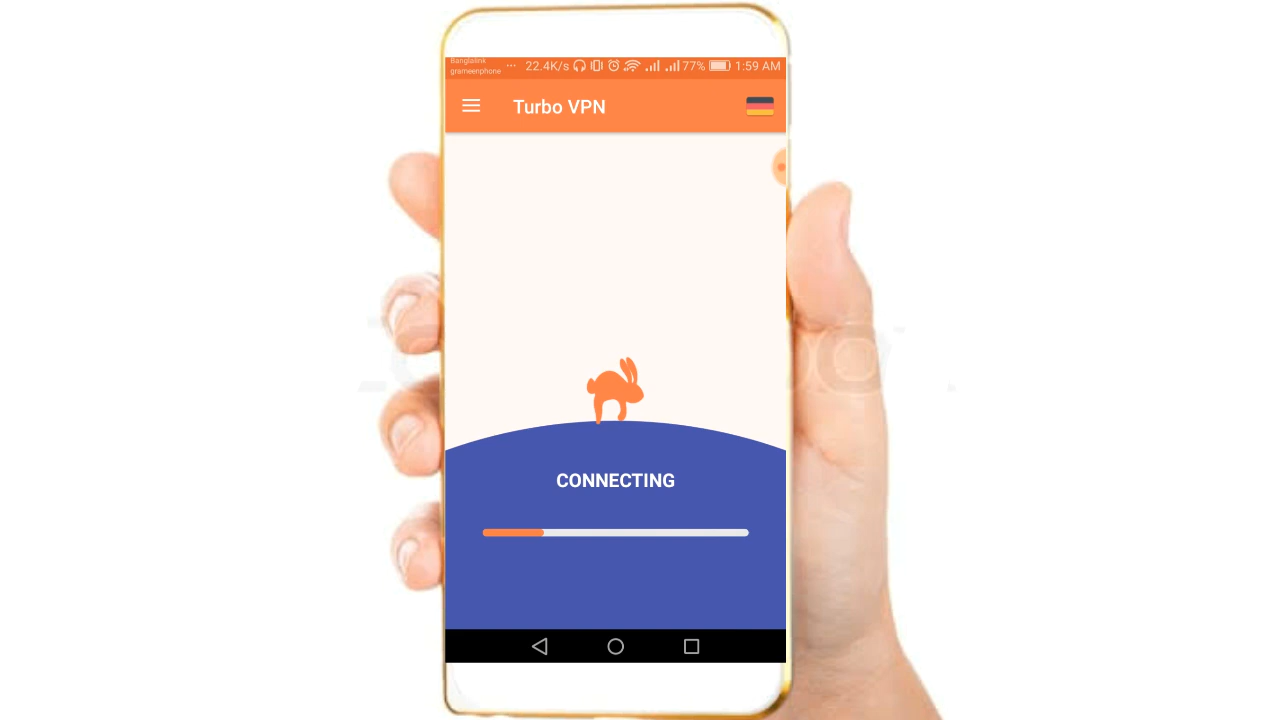 Banglalink
grameenphone
22.4K/s 77% 1:59 AM
Turbo VPN
CONNECTING